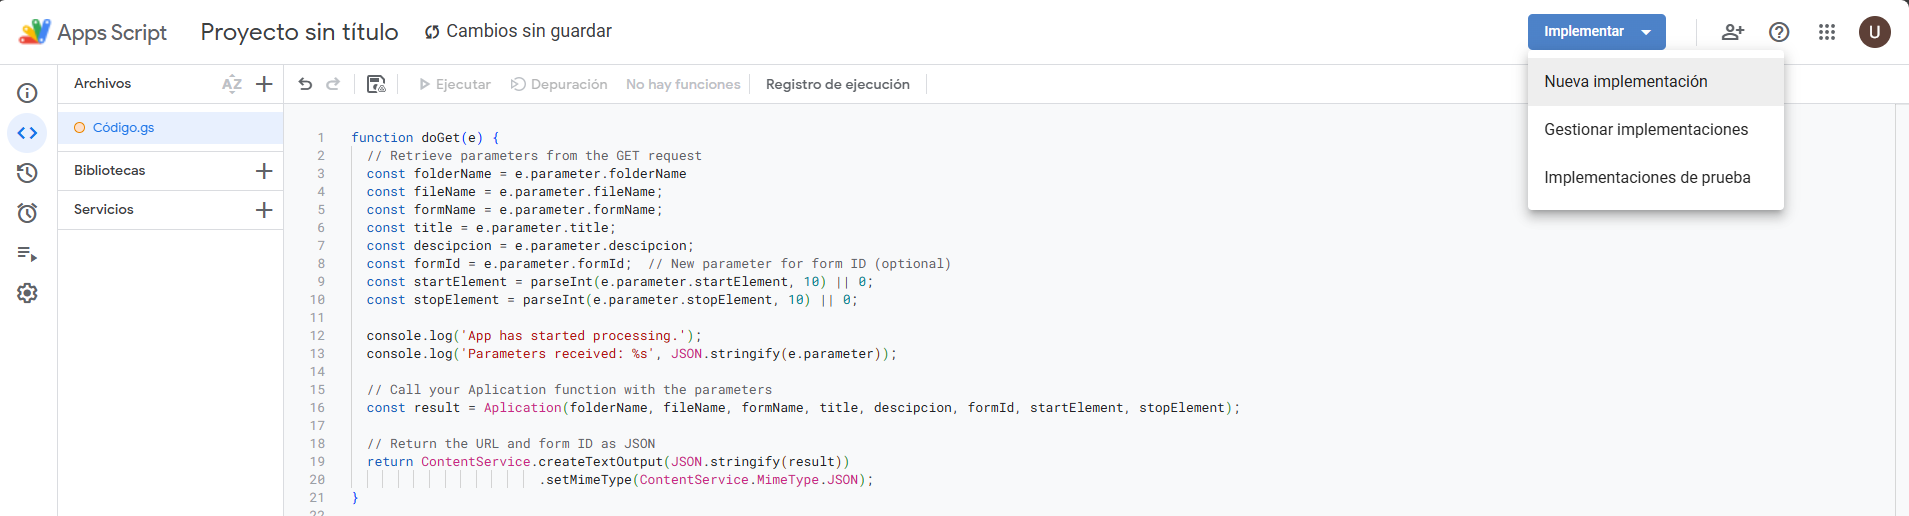 Apps Script
Proyecto sin título
Cambios sin guardar
Implementar
U
Nueva implementación
Gestionar implementaciones
Implementaciones de prueba
Archivos
AZ
Código.gs
Bibliotecas
Servicios
Ejecutar
Depuración
No hay funciones
Registro de ejecución
1 function doGet(e) {
2 // Retrieve parameters from the GET request
3 const folderName = e.parameter.folderName
4 const fileName = e.parameter.fileName;
5 const formName = e.parameter.formName;
6 const title = e.parameter.title;
7 const descipcion = e.parameter.descipcion;
8 const formId = e.parameter.formId;  // New parameter for form ID (optional)
9 const startElement = parseInt(e.parameter.startElement, 10) || 0;
10 const stopElement = parseInt(e.parameter.stopElement, 10) || 0;
11
12 console.log('App has started processing.');
13 console.log('Parameters received: %s', JSON.stringify(e.parameter));
14
15 // Call your Aplication function with the parameters
16 const result = Aplication(folderName, fileName, formName, title, descipcion, formId, startElement, stopElement);
17
18 // Return the URL and form ID as JSON
19 return ContentService.createTextOutput(JSON.stringify(result))
20 .setMimeType(ContentService.MimeType.JSON);
21 }
22